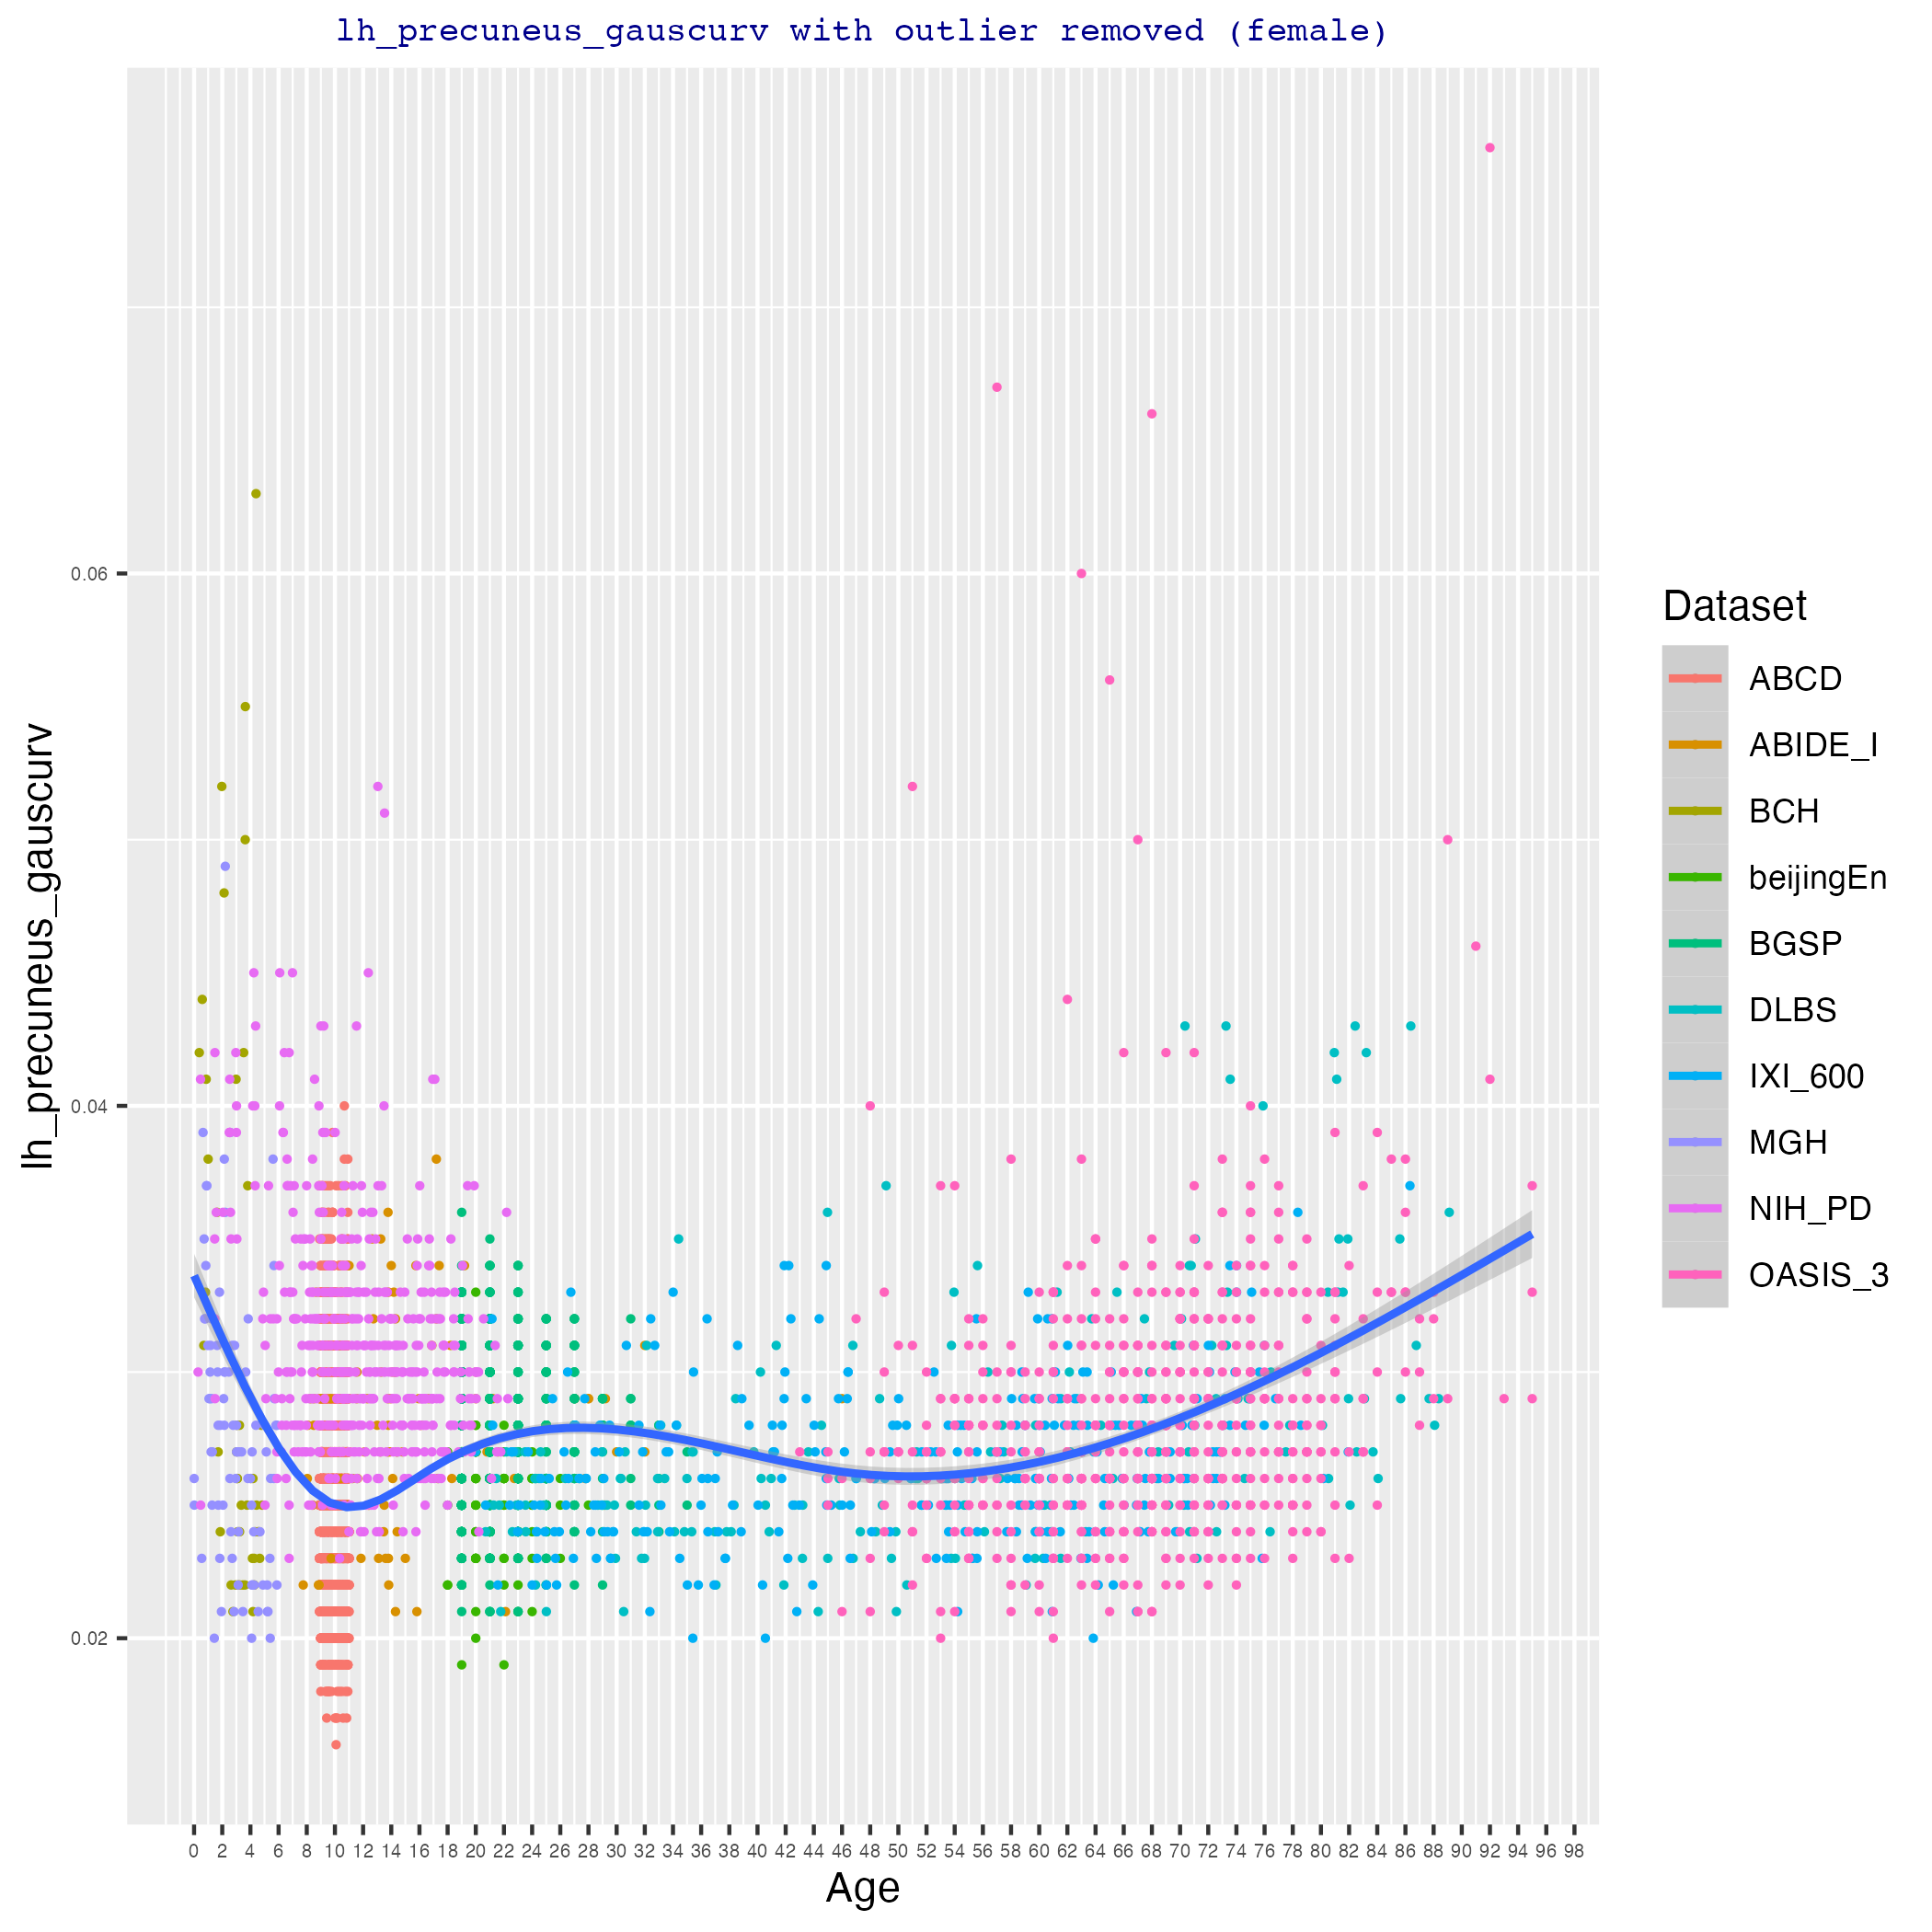 lh_precuneus_gauscurv with outlier removed (female)
lh_precuneus_gauscurv
0.06
0.04
0.02
0 2 4 6 8 10 12 14 16 18 20 22 24 26 28 30 32 34 36 38 40 42 44 46 48 50 52 54 56 58 60 62 64 66 68 70 72 74 76 78 80 82 84 86 88 90 92 94 96 98
Age
Dataset
ABCD
ABIDE_I
BCH
beijingEn
BGSP
DLBS
IXI_600
MGH
NIH_PD
OASIS_3